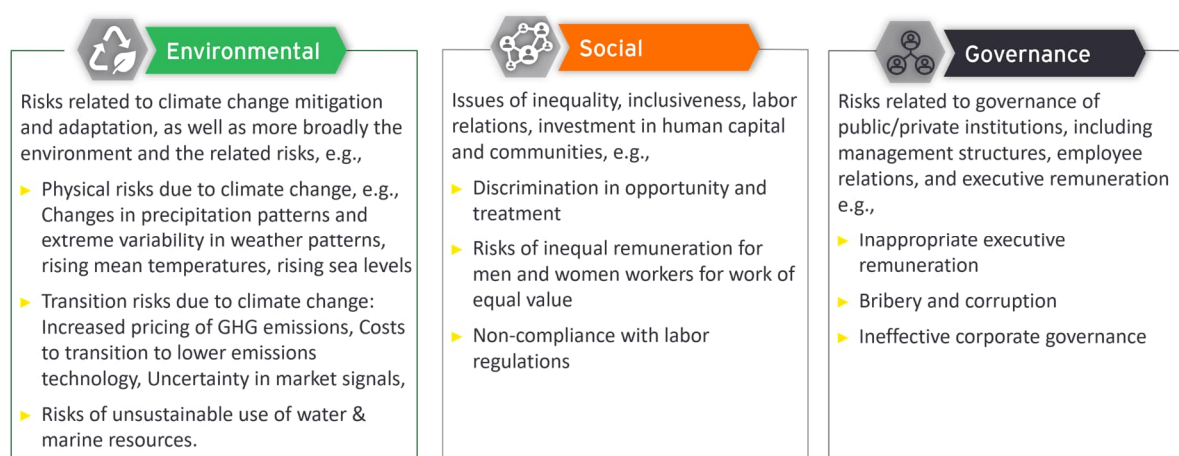 Environmental
Risks related to climate change mitigation
and adaptation, as well as more broadly the
environment and the related risks, e.g.,
Physical risks due to climate change, e.g.,
Changes in precipitation patterns and
extreme variability in weather patterns,
rising mean temperatures, rising sea levels
Transition risks due to climate change:
Increased pricing of GHG emissions, Costs
to transition to lower emissions
technology, Uncertainty in market signals,
Risks of unsustainable use of water &
marine resources.
Social
Issues of inequality, inclusiveness, labor
relations, investment in human capital
and communities, e.g.,
Discrimination in opportunity and
treatment
Risks of inequal remuneration for
men and women workers for work of
equal value
Non-compliance with labor
regulations
Governance
Risks related to governance of
public/private institutions, including
management structures, employee
relations, and executive remuneration
e.g.,
Inappropriate executive
remuneration
Bribery and corruption
Ineffective corporate governance